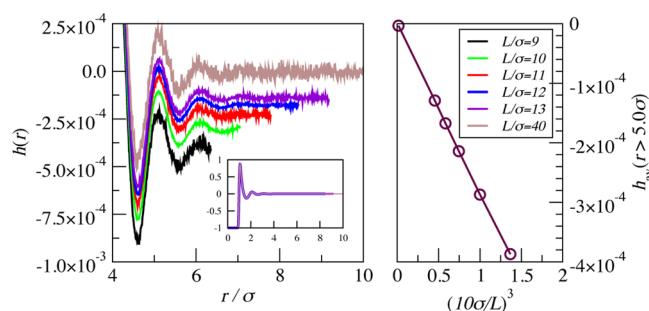 2.5×10⁻⁴
0.0
-2.5×10⁻⁴
-5.0×10⁻⁴
-7.5×10⁻⁴
-1.0×10⁻³
h(r)
4 6 8 10
r / σ
1
0.5
0
-0.5
-1
0 2 4 6 8 10
L/σ=9
L/σ=10
L/σ=11
L/σ=12
L/σ=13
L/σ=40
0
-1×10⁻⁴
-2×10⁻⁴
-3×10⁻⁴
-4×10⁻⁴
h_av(r > 5.0σ)
0 0.5 1 1.5 2
(10σ/L)³